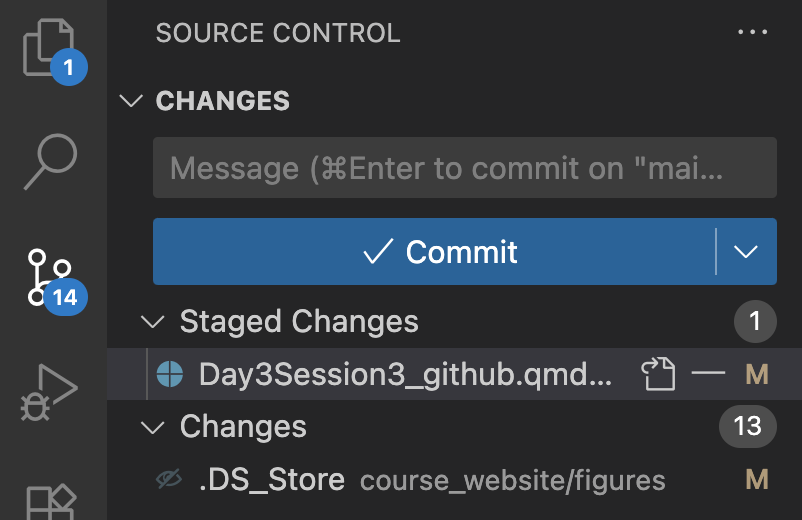 SOURCE CONTROL ...
1
CHANGES
Message (⌘Enter to commit on "mai...
Commit
14
Staged Changes 1
Day3Session3_github.qmd... M
Changes 13
.DS_Store course_website/figures M